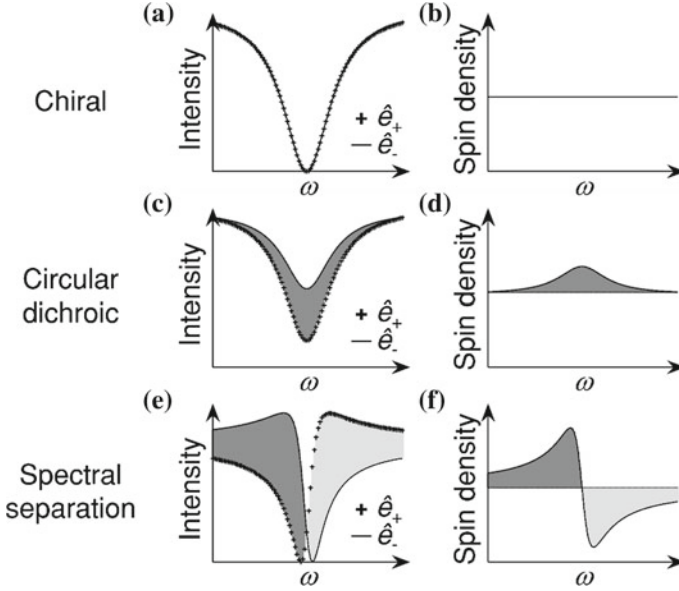 (a)
(b)
Chiral
Intensity
+ ê₊
— ê₋
ω
Spin density
ω
(c)
(d)
Circular
dichroic
Intensity
+ ê₊
— ê₋
ω
Spin density
ω
(e)
(f)
Spectral
separation
Intensity
+ ê₊
— ê₋
ω
Spin density
ω